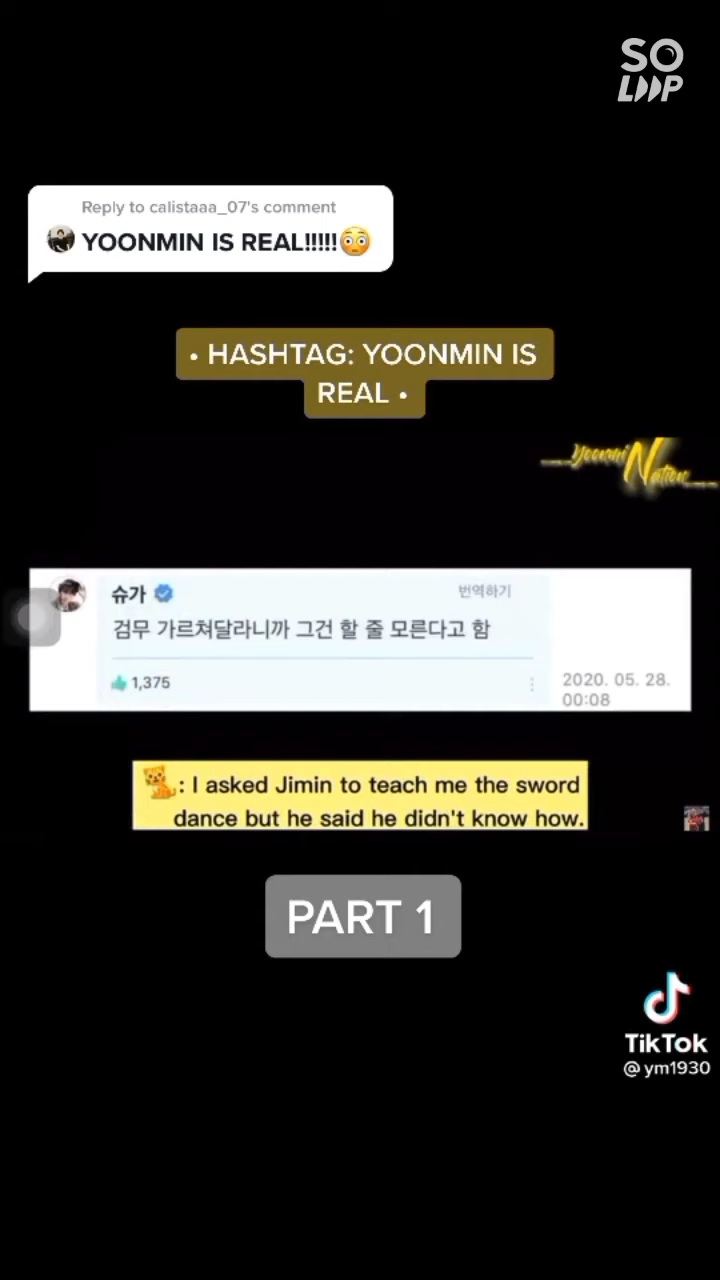 SO
LOOP
Reply to calistaaa_07's comment
YOONMIN IS REAL!!!!!😳
• HASHTAG: YOONMIN IS
REAL •
__YoonmiNation__
슈가
번역하기
검무 가르쳐달라니까 그건 할 줄 모른다고 함
1,375
2020. 05. 28.
00:08
🐈: I asked Jimin to teach me the sword
dance but he said he didn't know how.
PART 1
TikTok
@ym1930